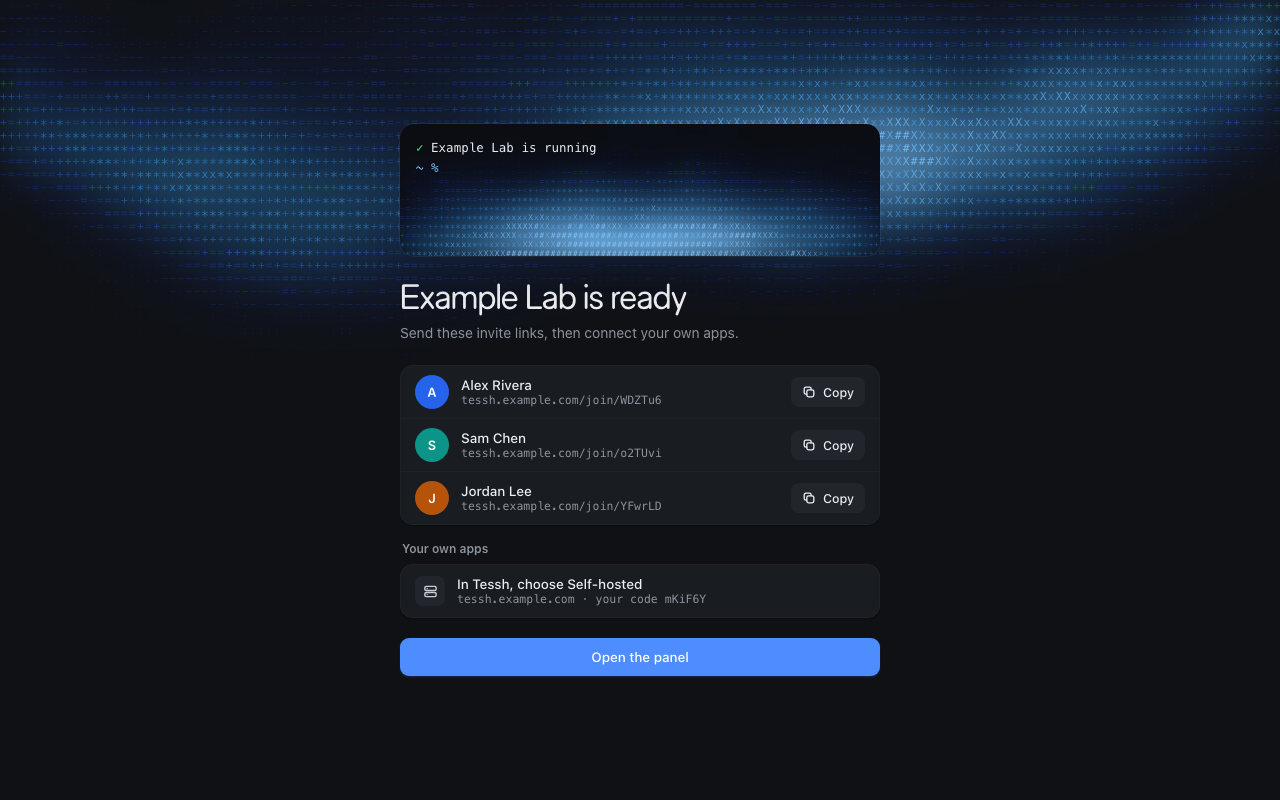 ✓ Example Lab is running
~ %
Example Lab is ready
Send these invite links, then connect your own apps.
A
Alex Rivera
tessh.example.com/join/WDZTu6
Copy
S
Sam Chen
tessh.example.com/join/o2TUvi
Copy
J
Jordan Lee
tessh.example.com/join/YFwrLD
Copy
Your own apps
In Tessh, choose Self-hosted
tessh.example.com · your code mKiF6Y
Open the panel